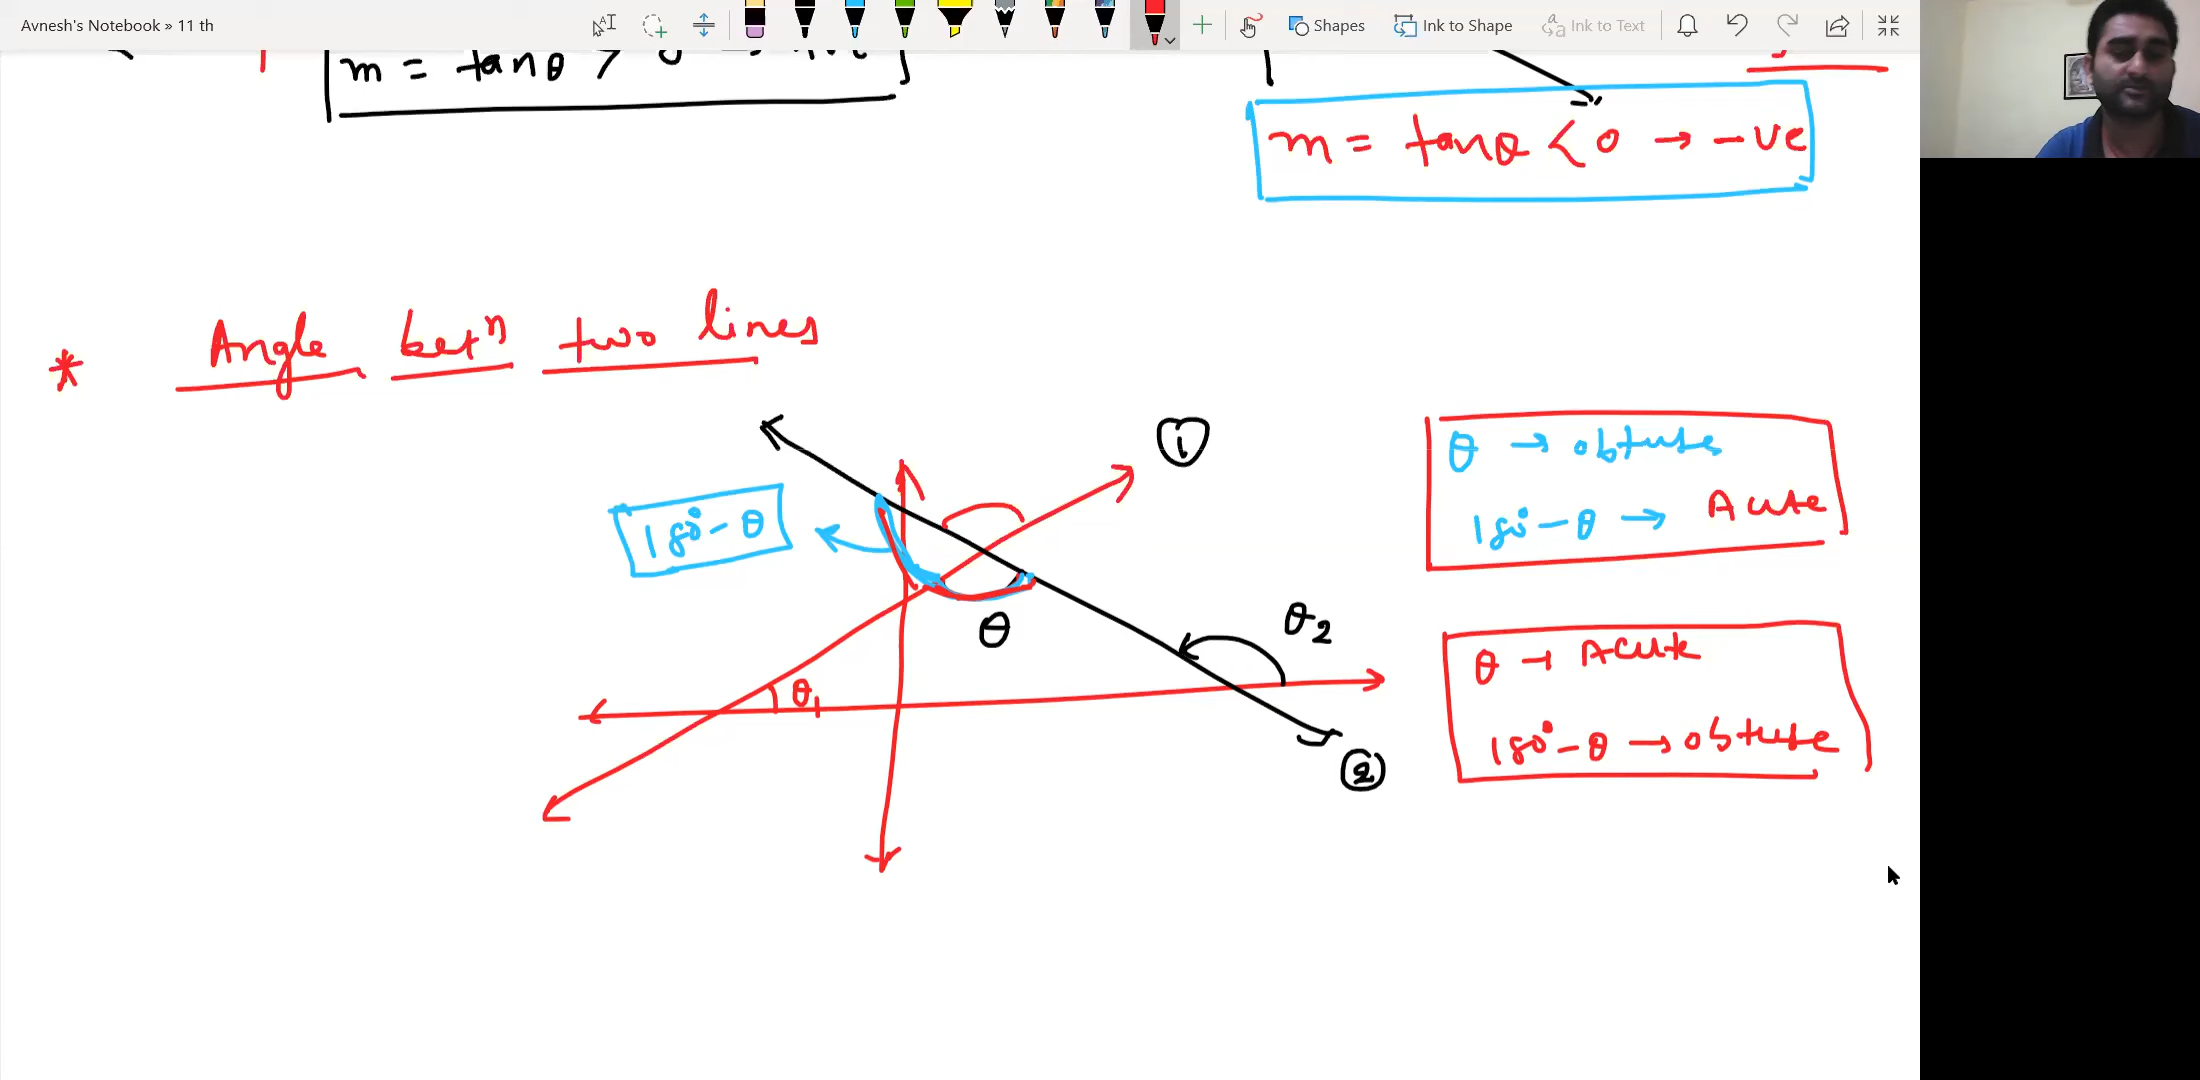 Avnesh's Notebook » 11 th
Shapes
Ink to Shape
Ink to Text
m = tanθ >
m = tanθ < 0 → -ve
* Angle betⁿ two lines
①
180° - θ
θ
θ₁
θ₂
②
θ → obtuse
180° - θ → Acute
θ → Acute
180° - θ → obtuse